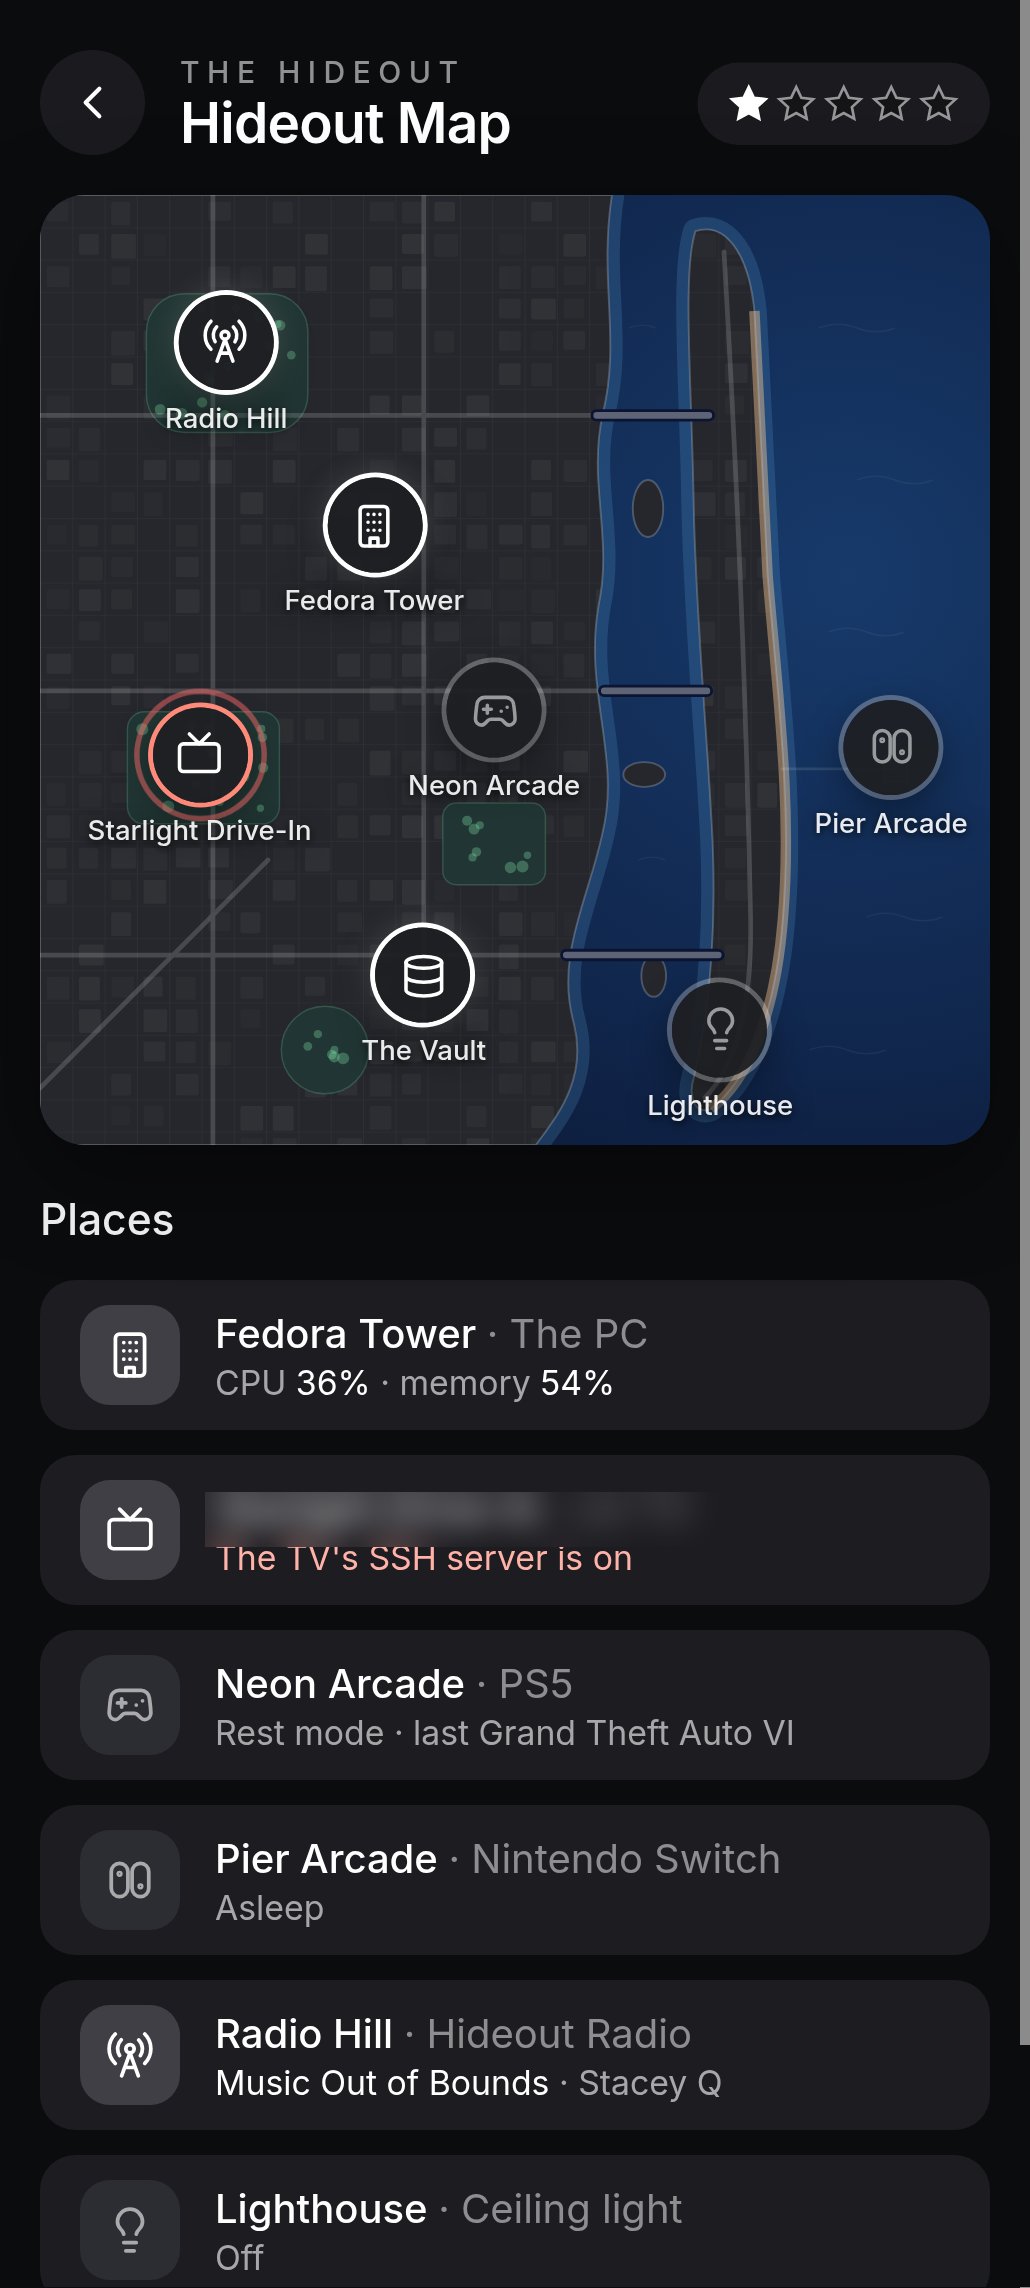 THE HIDEOUT
Hideout Map
Radio Hill
Fedora Tower
Neon Arcade
Starlight Drive-In
Pier Arcade
The Vault
Lighthouse
Places
Fedora Tower · The PC
CPU 36% · memory 54%
The TV's SSH server is on
Neon Arcade · PS5
Rest mode · last Grand Theft Auto VI
Pier Arcade · Nintendo Switch
Asleep
Radio Hill · Hideout Radio
Music Out of Bounds · Stacey Q
Lighthouse · Ceiling light
Off